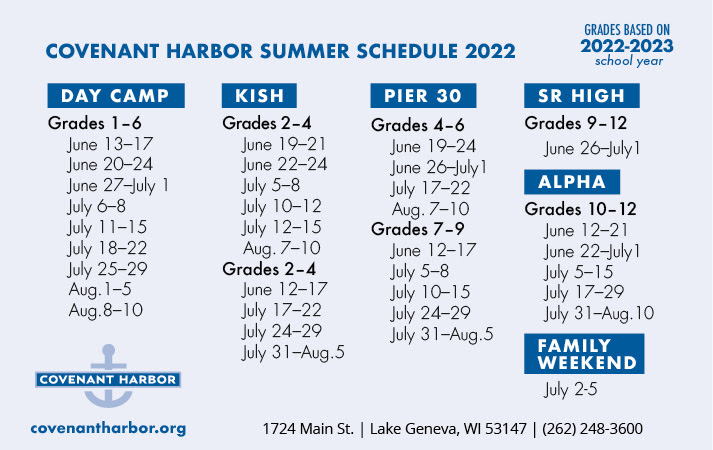 COVENANT HARBOR SUMMER SCHEDULE 2022
GRADES BASED ON
2022-2023
school year
DAY CAMP
Grades 1–6
June 13–17
June 20–24
June 27–July 1
July 6–8
July 11–15
July 18–22
July 25–29
Aug.1–5
Aug.8–10
KISH
Grades 2–4
June 19–21
June 22–24
July 5–8
July 10–12
July 12–15
Aug. 7–10
Grades 2–4
June 12–17
July 17–22
July 24–29
July 31–Aug.5
PIER 30
Grades 4–6
June 19–24
June 26–July1
July 17–22
Aug. 7–10
Grades 7–9
June 12–17
July 5–8
July 10–15
July 24–29
July 31–Aug.5
SR HIGH
Grades 9–12
June 26–July1
ALPHA
Grades 10–12
June 12–21
June 22–July1
July 5–15
July 17–29
July 31–Aug.10
FAMILY
WEEKEND
July 2-5
COVENANT HARBOR
covenantharbor.org
1724 Main St. | Lake Geneva, WI 53147 | (262) 248-3600